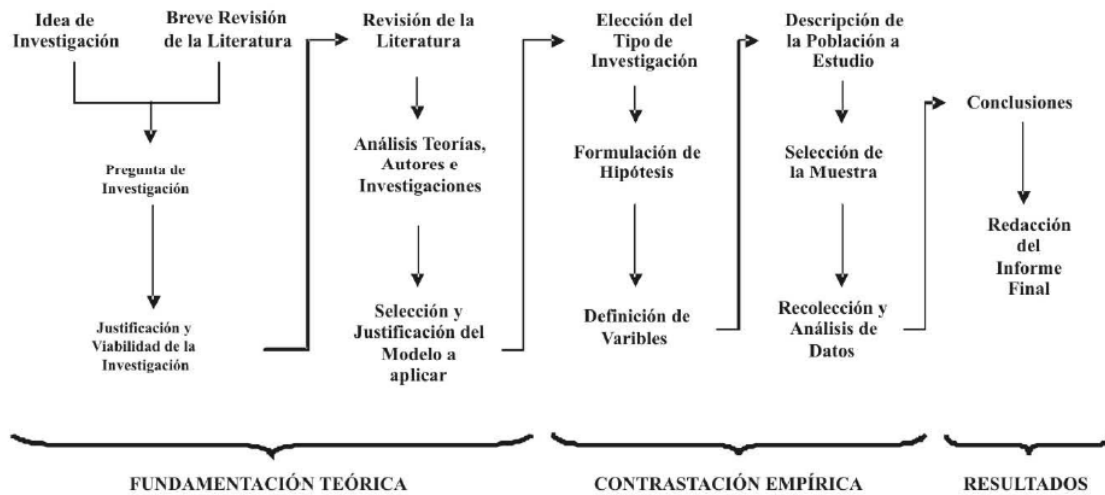 Idea de
Investigación
Breve Revisión
de la Literatura
Pregunta de
Investigación
Justificación y
Viabilidad de la
Investigación
Revisión de la
Literatura
Análisis Teorías,
Autores e
Investigaciones
Selección y
Justificación del
Modelo a
aplicar
Elección del
Tipo de
Investigación
Formulación de
Hipótesis
Definición de
Varibles
Descripción de
la Población a
Estudio
Selección de
la Muestra
Recolección y
Análisis de
Datos
Conclusiones
Redacción
del
Informe
Final
FUNDAMENTACIÓN TEÓRICA
CONTRASTACIÓN EMPÍRICA
RESULTADOS